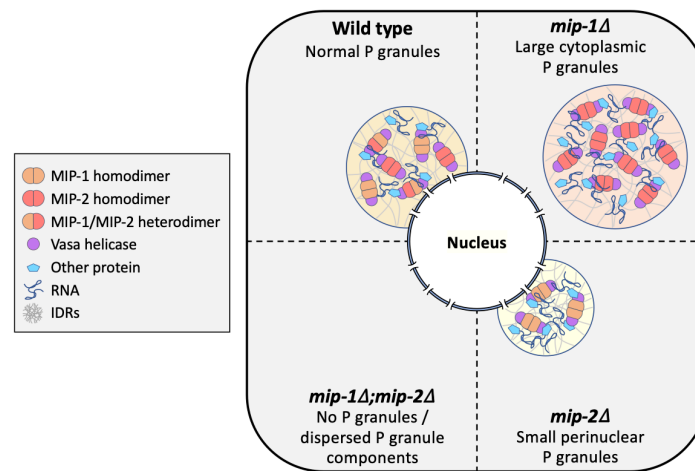 Wild type
Normal P granules
mip-1Δ
Large cytoplasmic
P granules
MIP-1 homodimer
MIP-2 homodimer
MIP-1/MIP-2 heterodimer
Vasa helicase
Other protein
RNA
IDRs
Nucleus
mip-1Δ;mip-2Δ
No P granules /
dispersed P granule
components
mip-2Δ
Small perinuclear
P granules